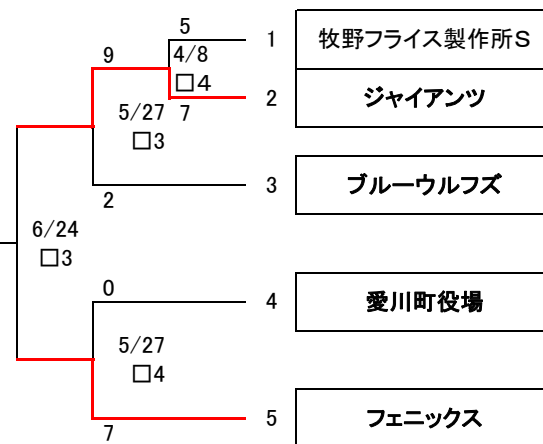 5
1 牧野フライス製作所S
9 4/8
□4
2 ジャイアンツ
5/27 7
□3
3 ブルーウルフズ
2
6/24
□3
0
4 愛川町役場
5/27
□4
5 フェニックス
7